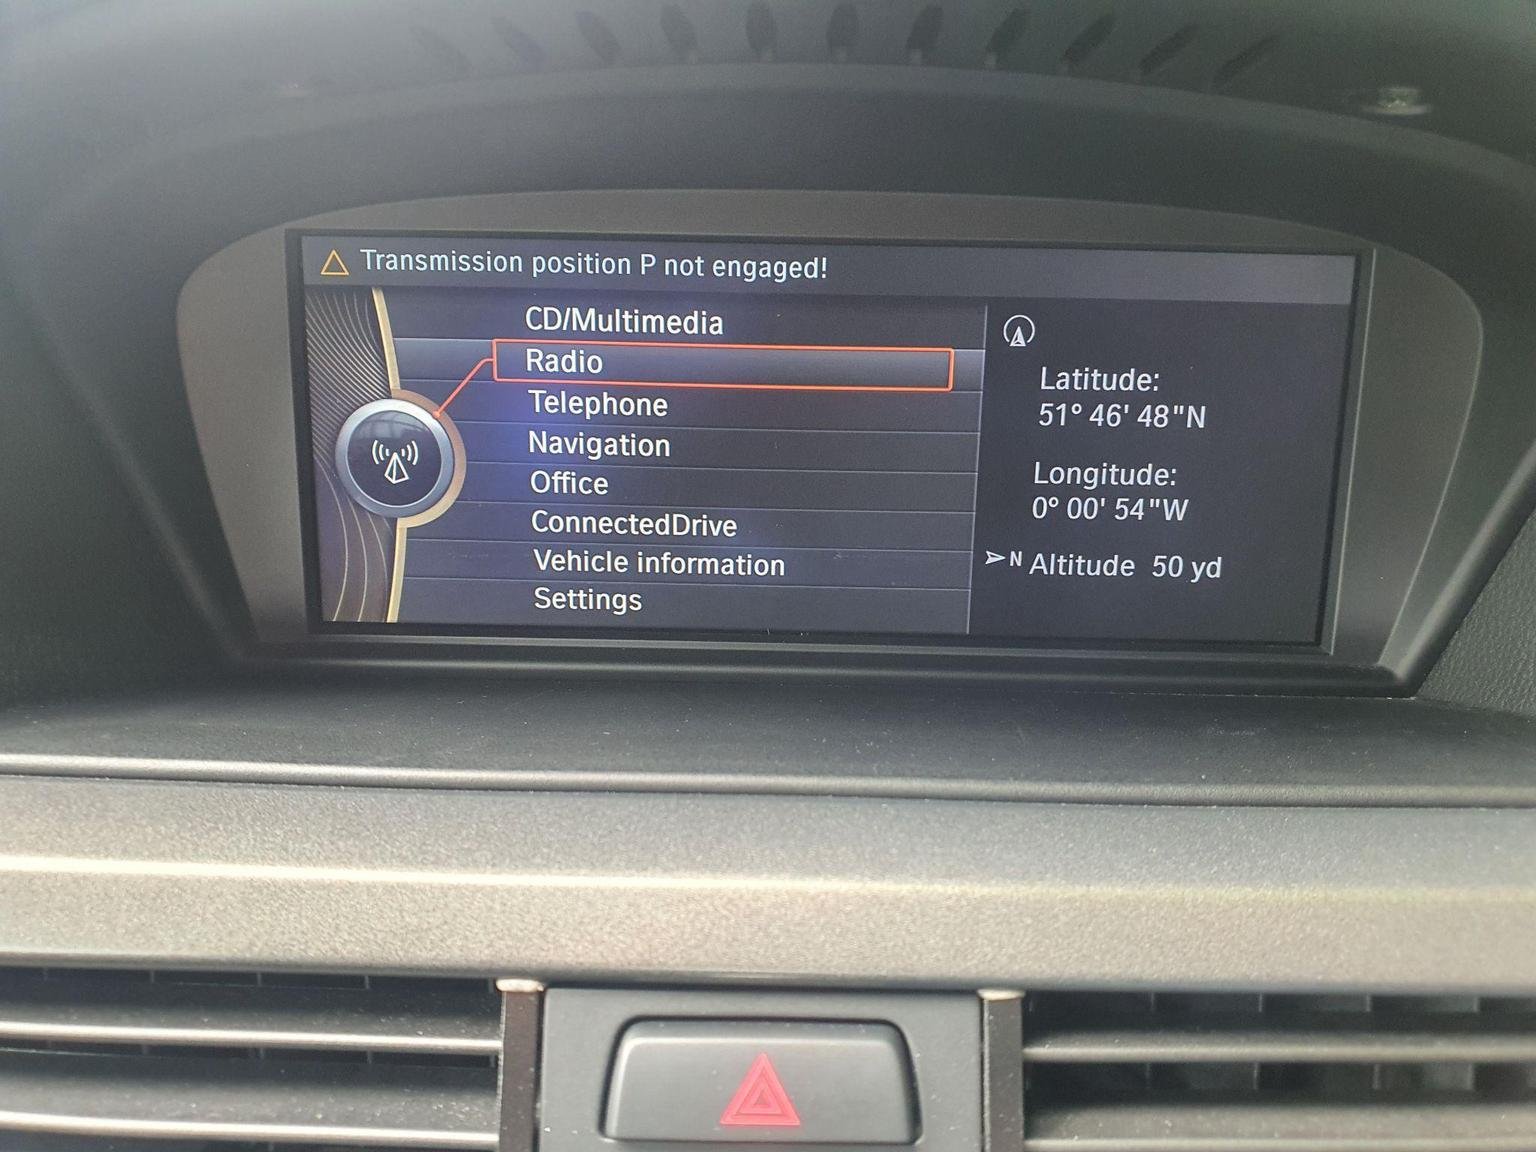 Transmission position P not engaged!
CD/Multimedia
Radio
Telephone
Navigation
Office
ConnectedDrive
Vehicle information
Settings
Latitude:
51° 46' 48"N
Longitude:
0° 00' 54"W
N Altitude 50 yd